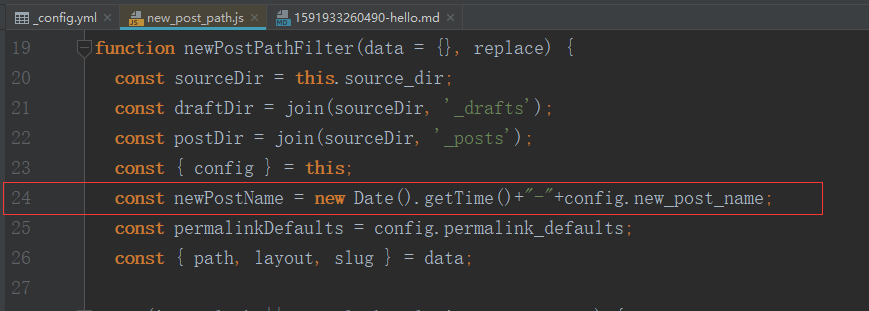 _config.yml × new_post_path.js × 1591933260490-hello.md ×
19 function newPostPathFilter(data = {}, replace) {
20 const sourceDir = this.source_dir;
21 const draftDir = join(sourceDir, '_drafts');
22 const postDir = join(sourceDir, '_posts');
23 const { config } = this;
24 const newPostName = new Date().getTime()+"-"+config.new_post_name;
25 const permalinkDefaults = config.permalink_defaults;
26 const { path, layout, slug } = data;
27